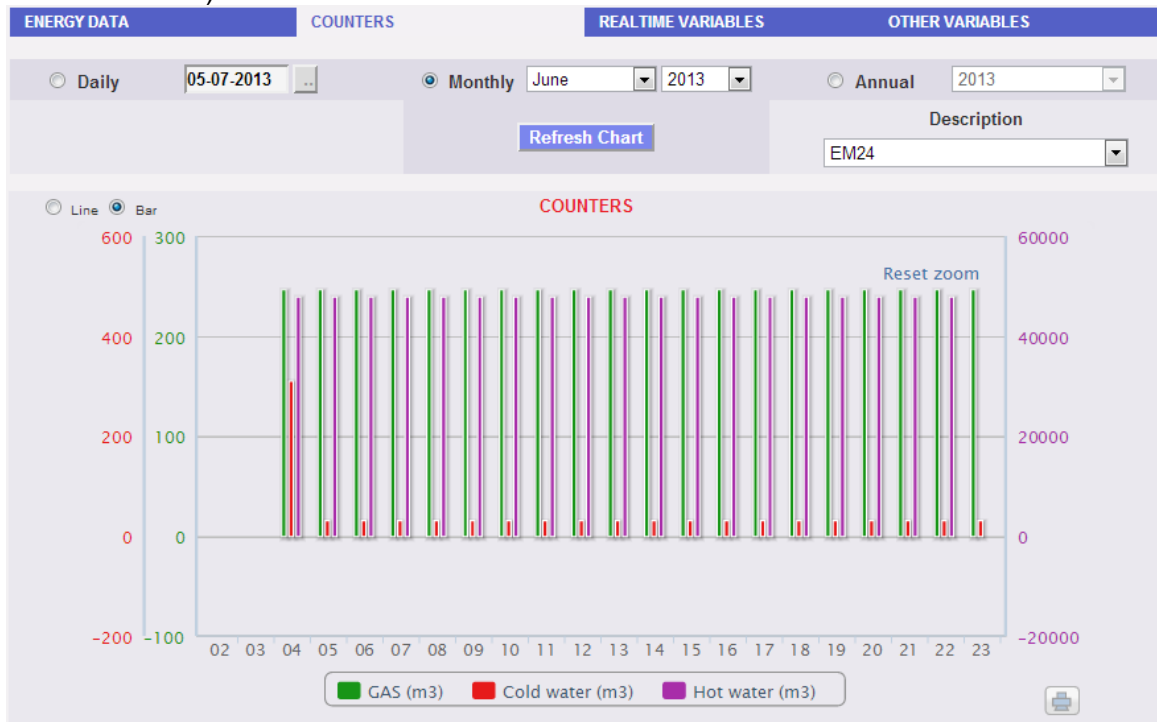 ENERGY DATA COUNTERS REALTIME VARIABLES OTHER VARIABLES
Daily 05-07-2013 .. Monthly June 2013 Annual 2013
Refresh Chart Description
EM24
Line Bar COUNTERS
600 300 60000
Reset zoom
400 200 40000
200 100 20000
0 0 0
-200 -100 -20000
02 03 04 05 06 07 08 09 10 11 12 13 14 15 16 17 18 19 20 21 22 23
GAS (m3) Cold water (m3) Hot water (m3)